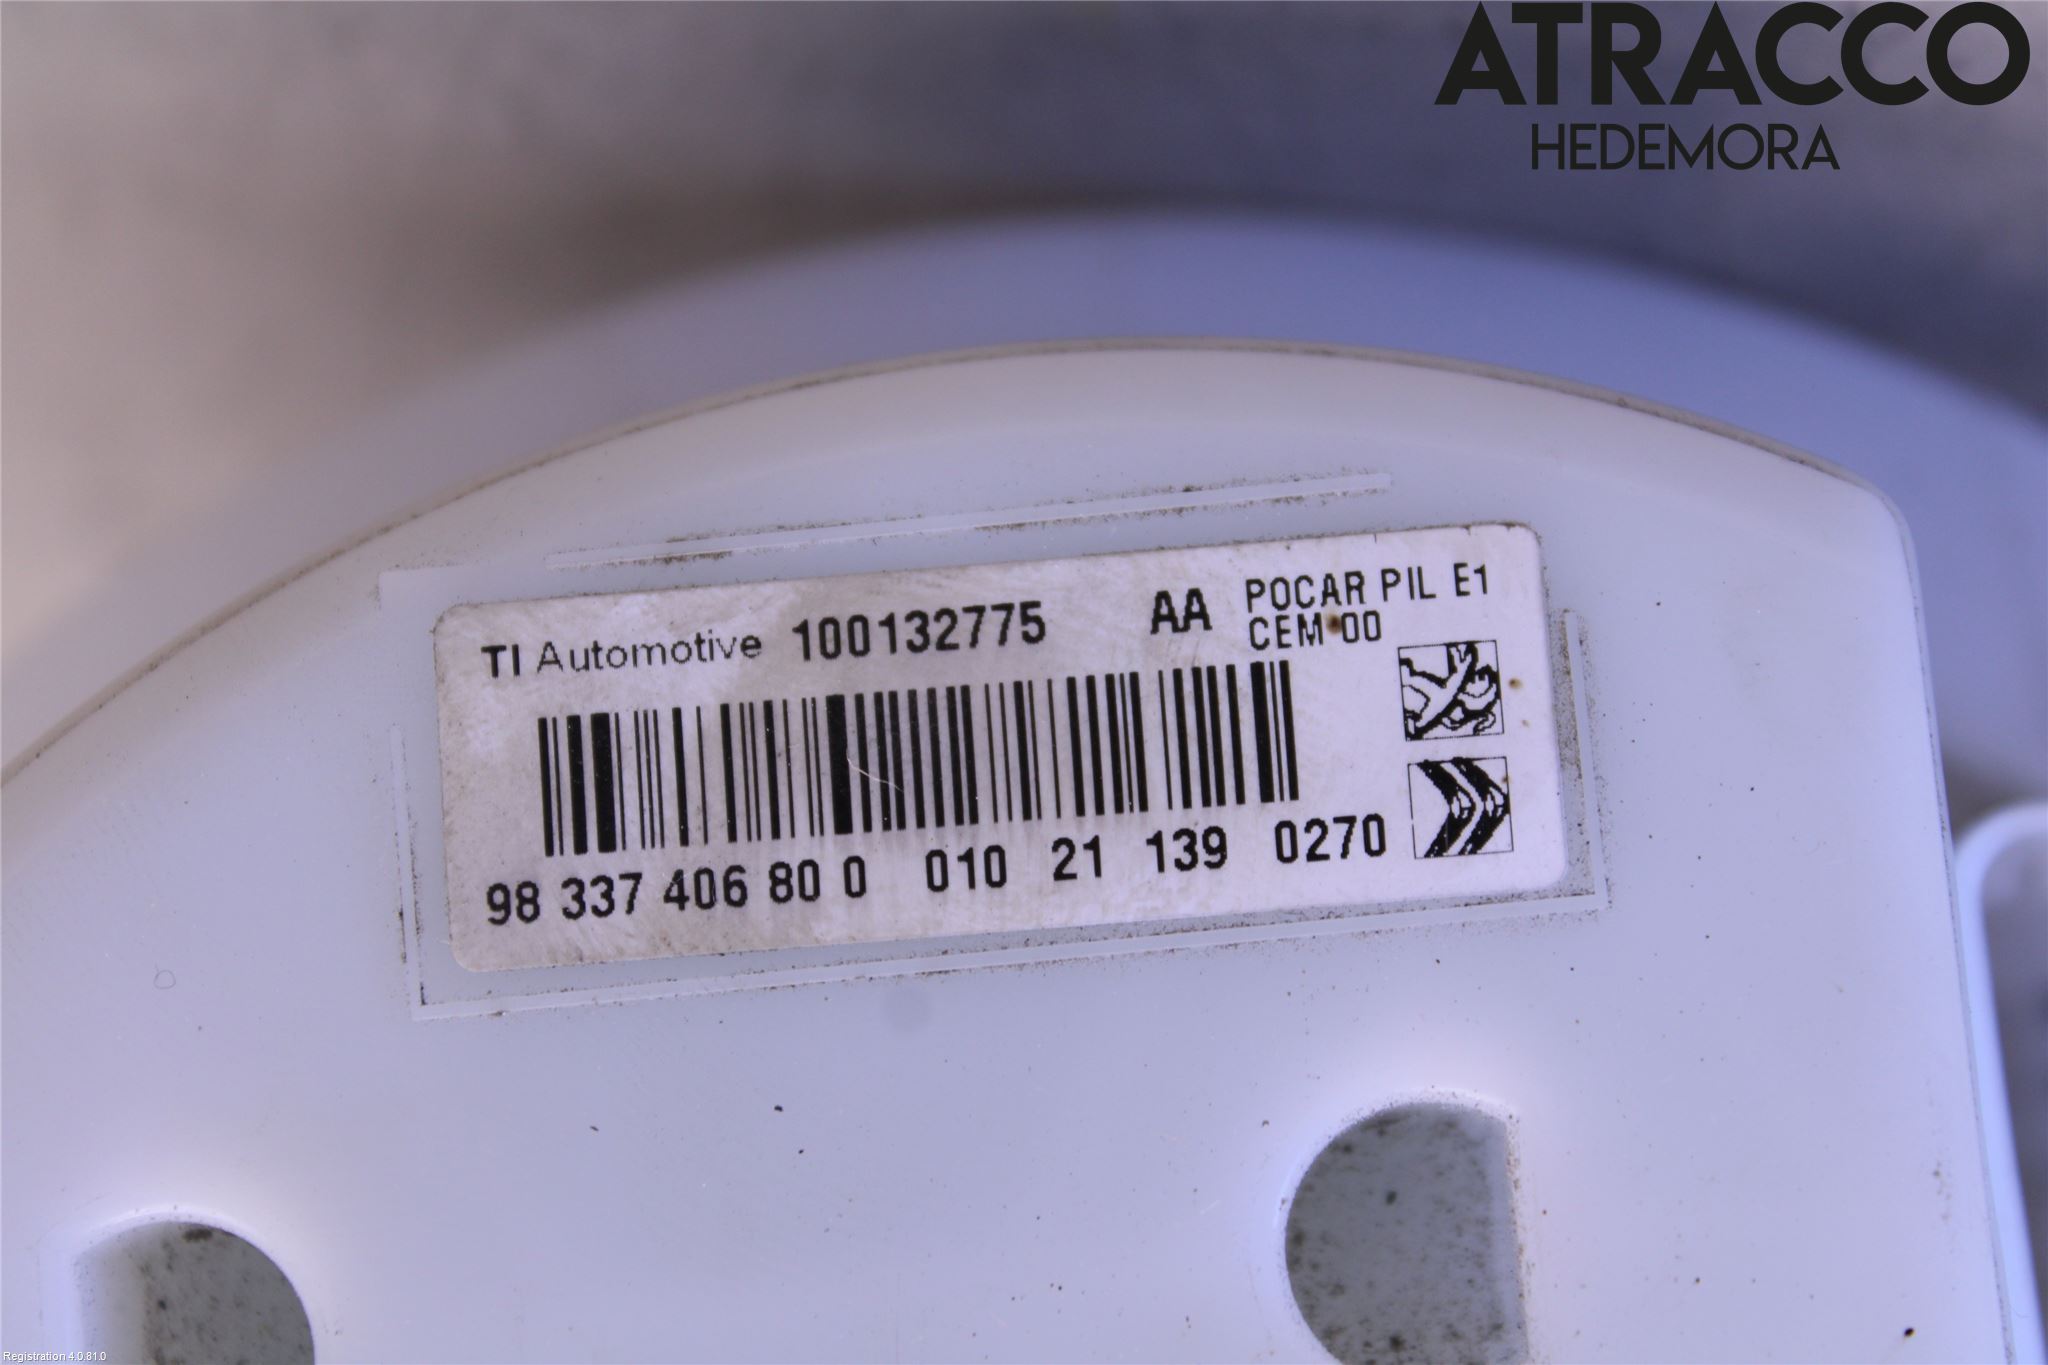 ATRACCO
HEDEMORA
TI Automotive 100132775 AA POCAR PIL E1
CEM 00
98 337 406 80 0 010 21 139 0270
Registration 4.0.81.0